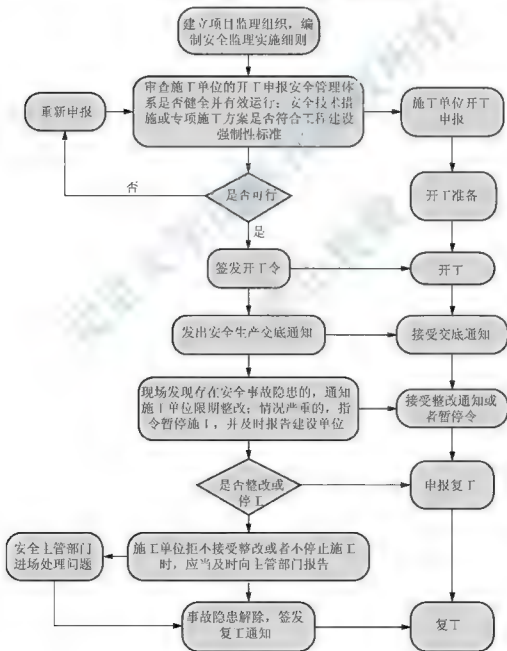 建立项目监理组织，编
制安全监理实施细则
审查施工单位的开工申报安全管理体
系是否健全并有效运行；安全技术措
施或专项施工方案是否符合工程建设
强制性标准
重新申报
施工单位开工
申报
否
是否可行
开工准备
是
签发开工令
开工
发出安全生产交底通知
接受交底通知
现场发现存在安全事故隐患的，通知
施工单位限期整改；情况严重的，指
令暂停施工，并及时报告建设单位
接受整改通知或
者暂停令
是否整改或
停工
申报复工
安全主管部门
进场处理问题
施工单位拒不接受整改或者不停止施工
时，应当及时向主管部门报告
事故隐患解除，签发
复工通知
复工